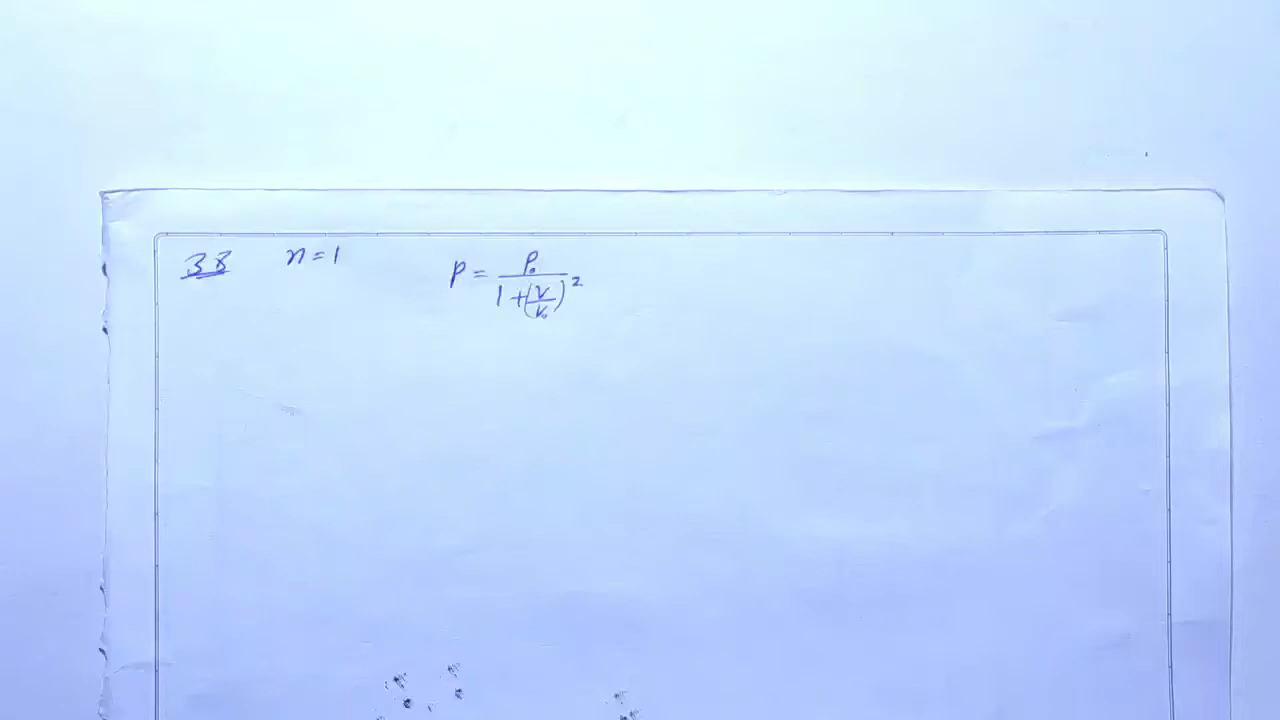 38 n=1 P = P₀ / (1+(V/V₀)²)